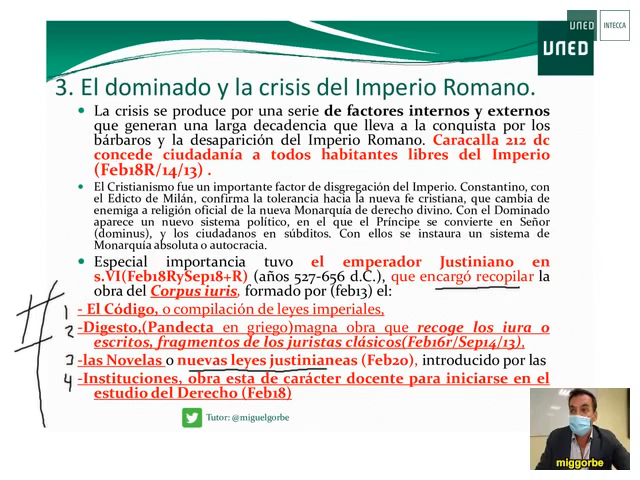 UNED
INTECCA
UNED
3. El dominado y la crisis del Imperio Romano.
• La crisis se produce por una serie de factores internos y externos
que generan una larga decadencia que lleva a la conquista por los
bárbaros y la desaparición del Imperio Romano. Caracalla 212 dc
concede ciudadanía a todos habitantes libres del Imperio
(Feb18R/14/13) .
• El Cristianismo fue un importante factor de disgregación del Imperio. Constantino, con
el Edicto de Milán, confirma la tolerancia hacia la nueva fe cristiana, que cambia de
enemiga a religión oficial de la nueva Monarquía de derecho divino. Con el Dominado
aparece un nuevo sistema político, en el que el Príncipe se convierte en Señor
(dominus), y los ciudadanos en súbditos. Con ellos se instaura un sistema de
Monarquía absoluta o autocracia.
• Especial importancia tuvo el emperador Justiniano en
s.VI(Feb18RySep18+R) (años 527-656 d.C.), que encargó recopilar la
obra del Corpus iuris, formado por (feb13) el:
1 - El Código, o compilación de leyes imperiales,
2 -Digesto,(Pandecta en griego)magna obra que recoge los iura o
escritos, fragmentos de los juristas clásicos(Feb16r/Sep14/13),
3 -las Novelas o nuevas leyes justinianeas (Feb20), introducido por las
4 -Instituciones, obra esta de carácter docente para iniciarse en el
estudio del Derecho (Feb18)
Tutor: @miguelgorbe
miggorbe